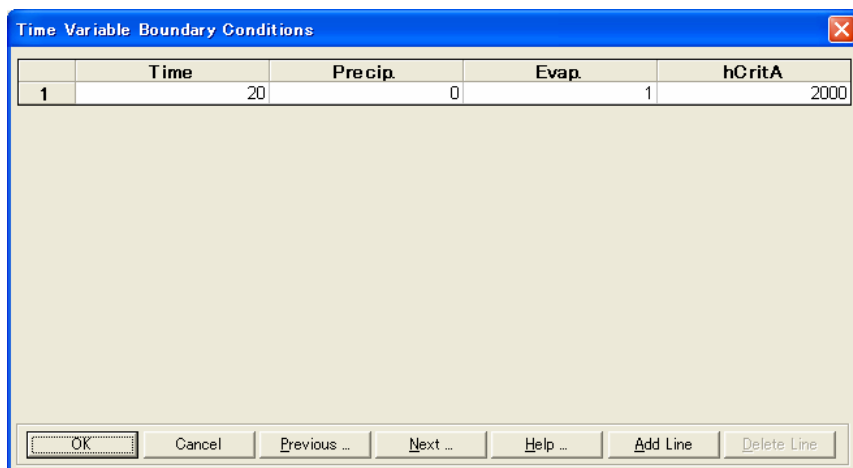 Time Variable Boundary Conditions
Time Precip. Evap. hCritA
1 20 0 1 2000
OK Cancel Previous ... Next ... Help ... Add Line Delete Line